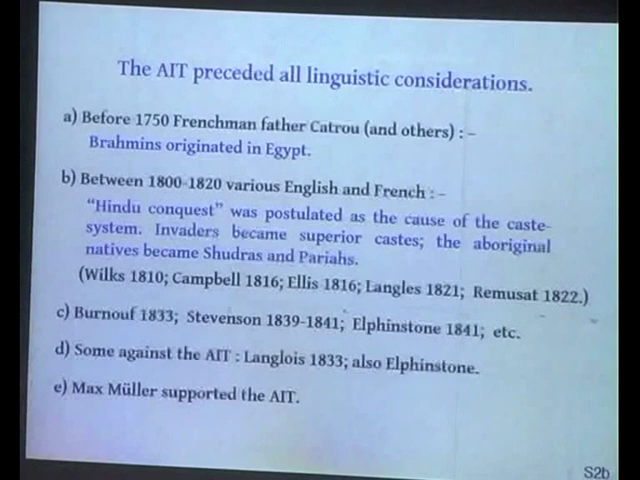 The AIT preceded all linguistic considerations.
a) Before 1750 Frenchman father Catrou (and others) : –
Brahmins originated in Egypt.
b) Between 1800-1820 various English and French : –
“Hindu conquest” was postulated as the cause of the caste-
system. Invaders became superior castes; the aboriginal
natives became Shudras and Pariahs.
(Wilks 1810; Campbell 1816; Ellis 1816; Langles 1821; Remusat 1822.)
c) Burnouf 1833; Stevenson 1839-1841; Elphinstone 1841; etc.
d) Some against the AIT : Langlois 1833; also Elphinstone.
e) Max Müller supported the AIT.
S2b